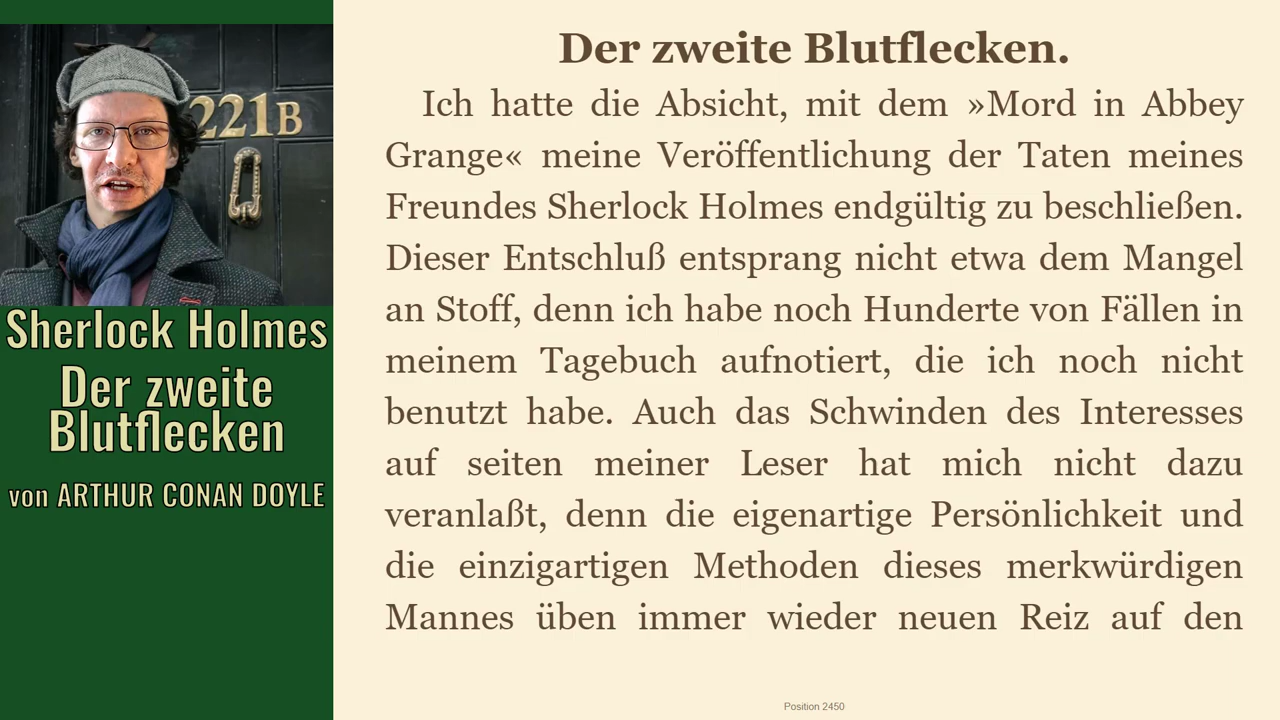 221B
Sherlock Holmes
Der zweite
Blutflecken
von ARTHUR CONAN DOYLE
Der zweite Blutflecken.
Ich hatte die Absicht, mit dem »Mord in Abbey
Grange« meine Veröffentlichung der Taten meines
Freundes Sherlock Holmes endgültig zu beschließen.
Dieser Entschluß entsprang nicht etwa dem Mangel
an Stoff, denn ich habe noch Hunderte von Fällen in
meinem Tagebuch aufnotiert, die ich noch nicht
benutzt habe. Auch das Schwinden des Interesses
auf seiten meiner Leser hat mich nicht dazu
veranlaßt, denn die eigenartige Persönlichkeit und
die einzigartigen Methoden dieses merkwürdigen
Mannes üben immer wieder neuen Reiz auf den
Position 2450